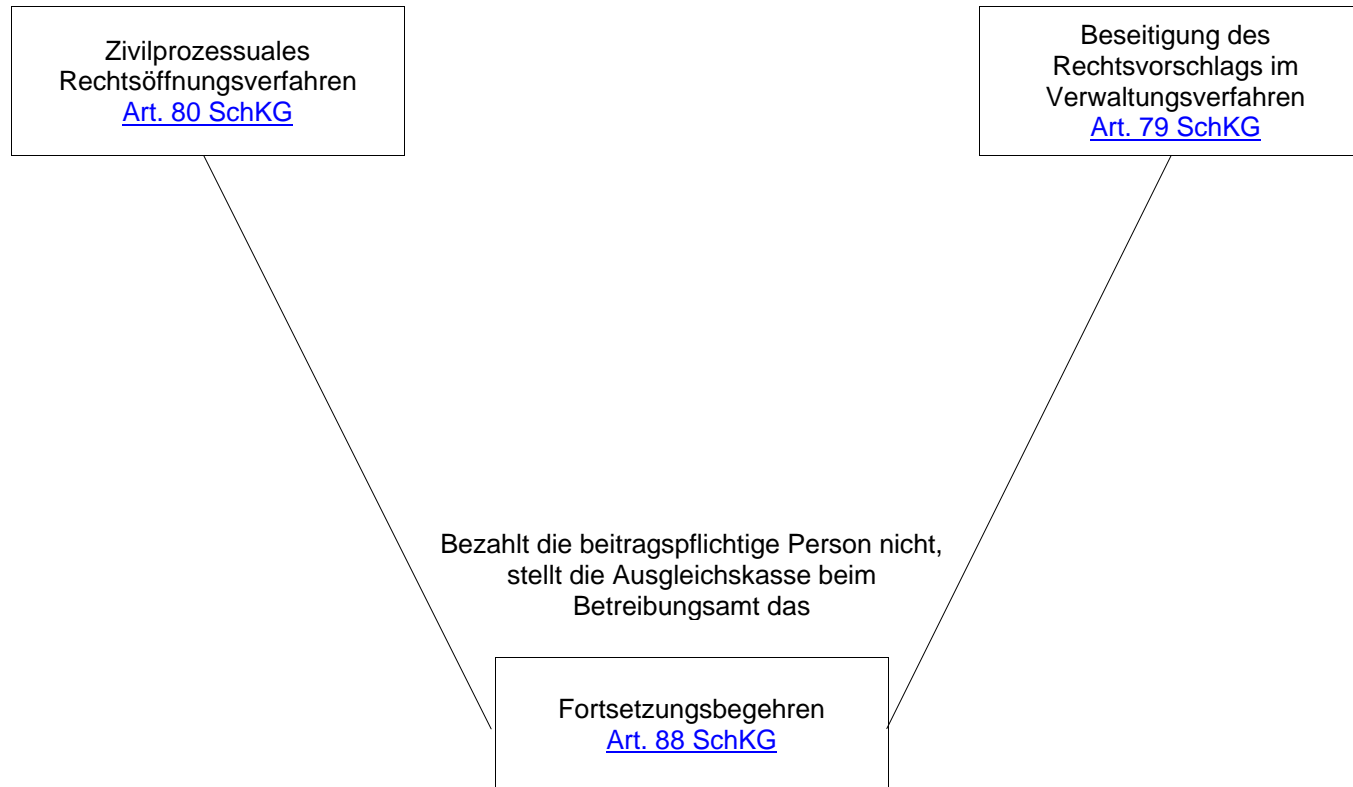 Zivilprozessuales
Rechtsöffnungsverfahren
Art. 80 SchKG
Beseitigung des
Rechtsvorschlags im
Verwaltungsverfahren
Art. 79 SchKG
Bezahlt die beitragspflichtige Person nicht,
stellt die Ausgleichskasse beim
Betreibungsamt das
Fortsetzungsbegehren
Art. 88 SchKG